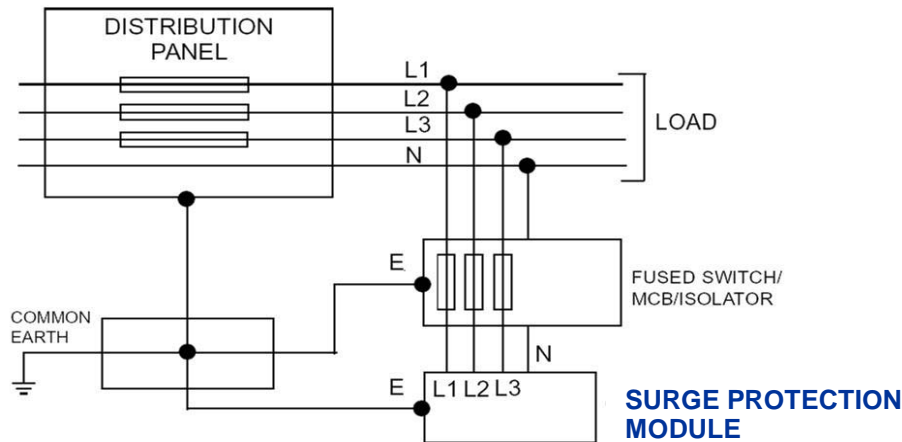 DISTRIBUTION
PANEL
L1
L2
L3
N
LOAD
E
FUSED SWITCH/
MCB/ISOLATOR
COMMON
EARTH
N
E
L1 L2 L3
SURGE PROTECTION
MODULE